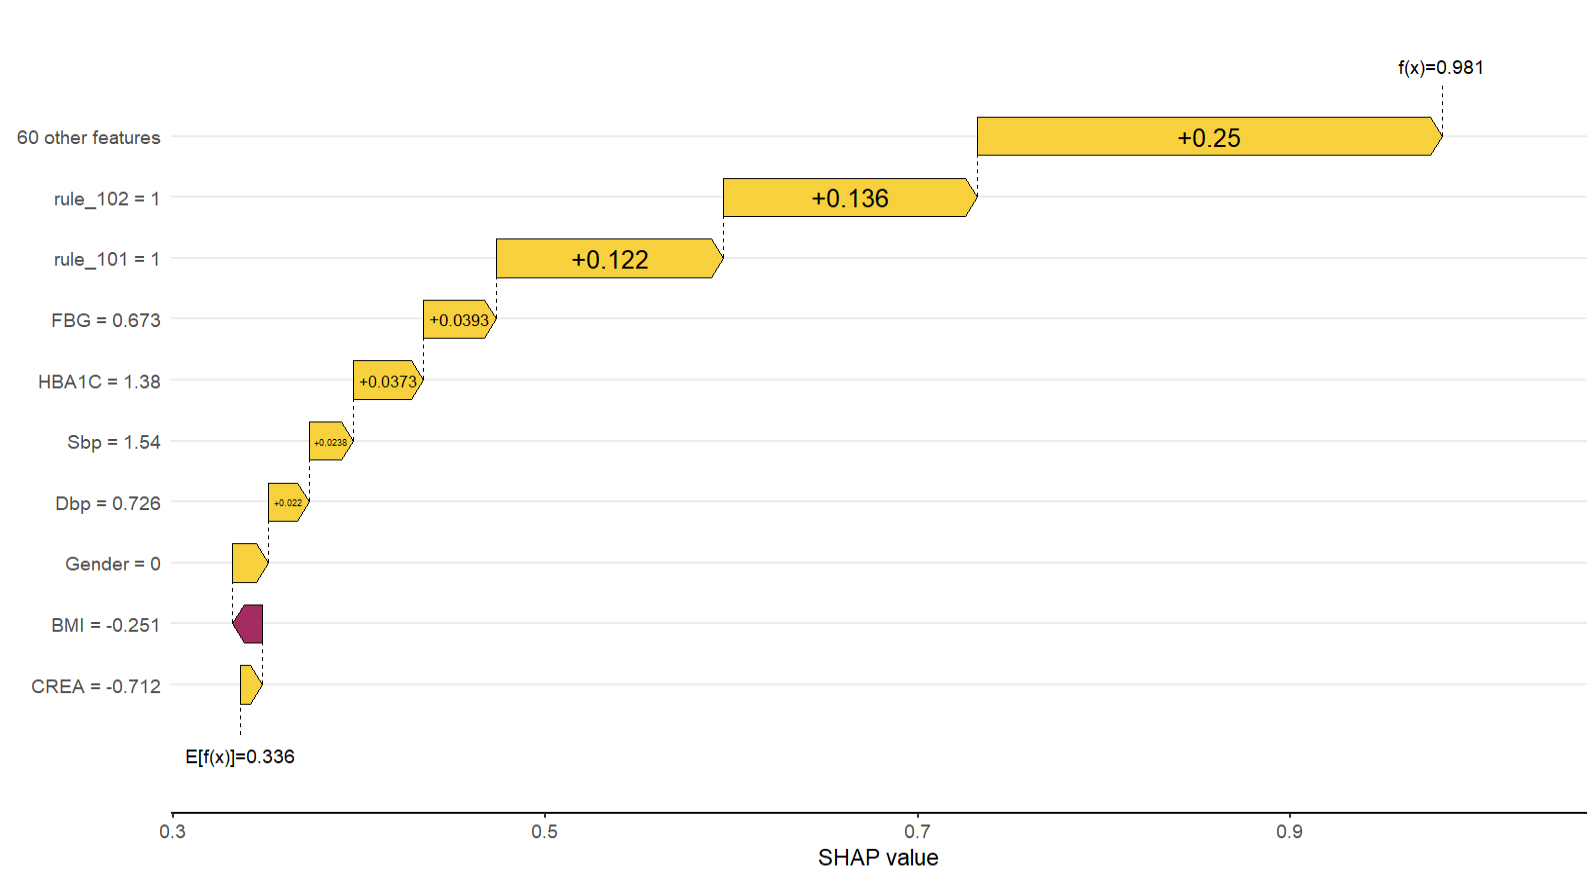 f(x)=0.981
60 other features +0.25
rule_102 = 1 +0.136
rule_101 = 1 +0.122
FBG = 0.673 +0.0393
HBA1C = 1.38 +0.0373
Sbp = 1.54 +0.0238
Dbp = 0.726 +0.022
Gender = 0
BMI = -0.251
CREA = -0.712
E[f(x)]=0.336
0.3 0.5 0.7 0.9
SHAP value